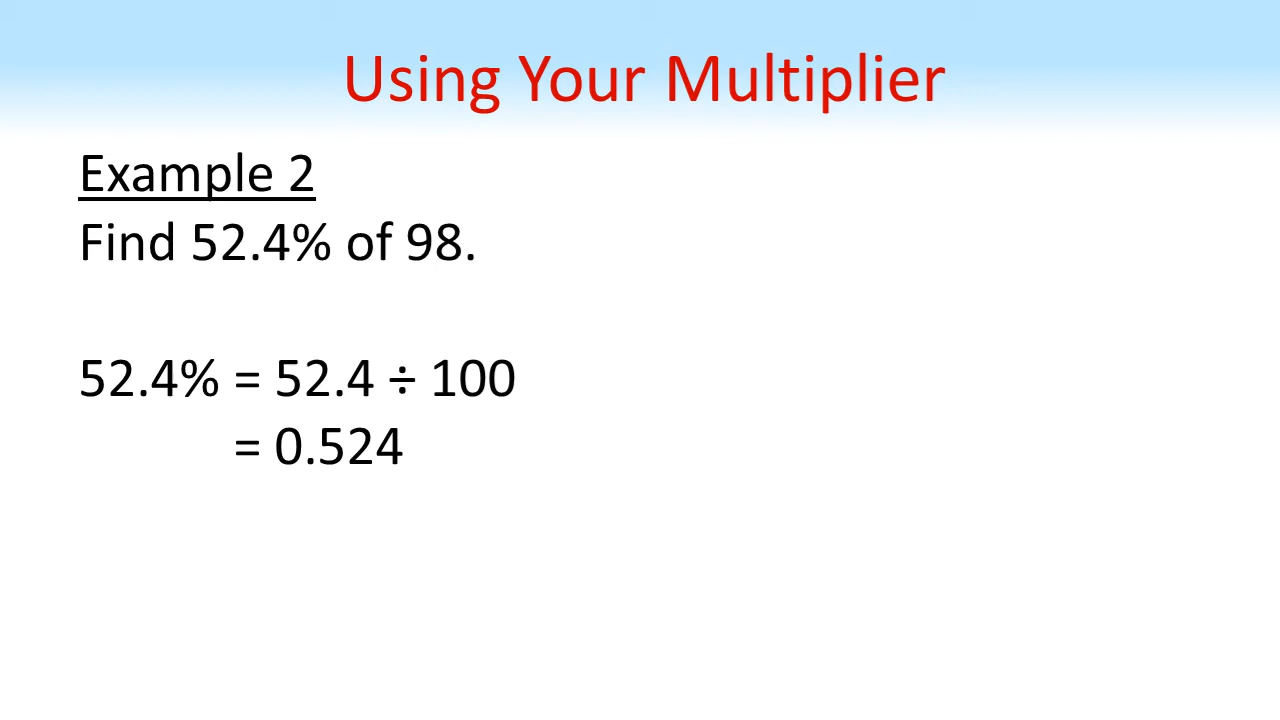 Using Your Multiplier
Example 2
Find 52.4% of 98.
52.4% = 52.4 ÷ 100
= 0.524